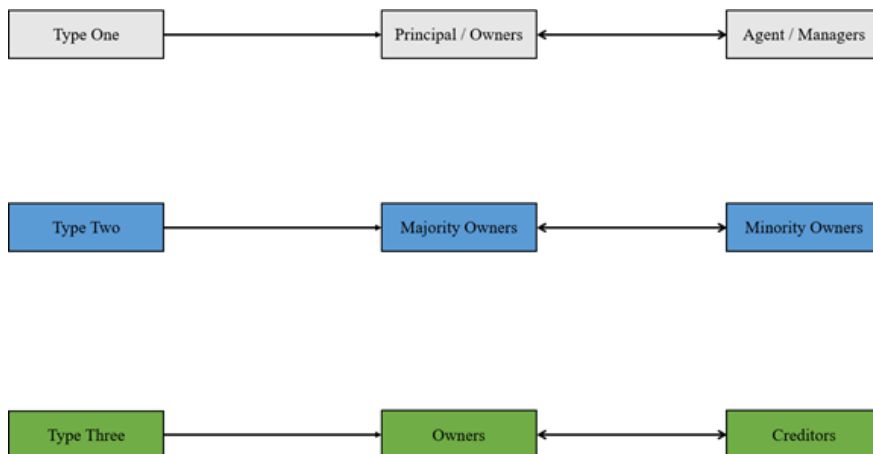 Type One
Principal / Owners
Agent / Managers
Type Two
Majority Owners
Minority Owners
Type Three
Owners
Creditors